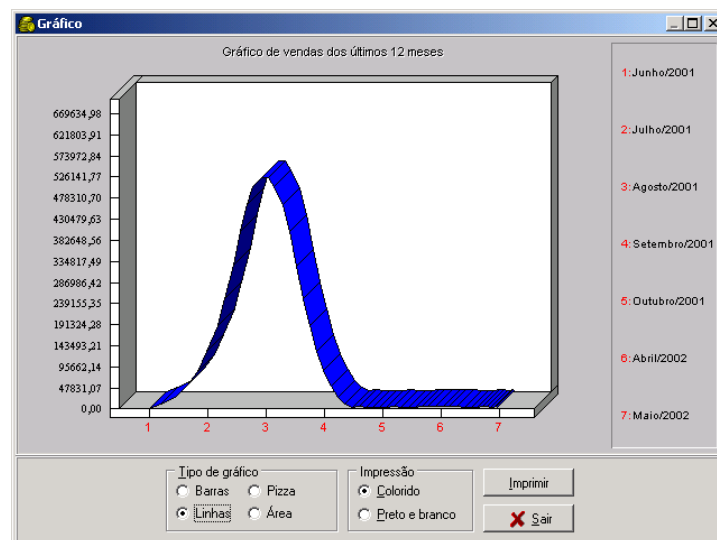 Gráfico
Gráfico de vendas dos últimos 12 meses
669634,98
621803,91
573972,84
526141,77
478310,70
430479,63
382648,56
334817,49
286986,42
239155,35
191324,28
143493,21
95662,14
47831,07
0,00
1 2 3 4 5 6 7
1:Junho/2001
2:Julho/2001
3:Agosto/2001
4:Setembro/2001
5:Outubro/2001
6:Abril/2002
7:Maio/2002
Tipo de gráfico
Barras Pizza
Linhas Área
Impressão
Colorido
Preto e branco
Imprimir
Sair